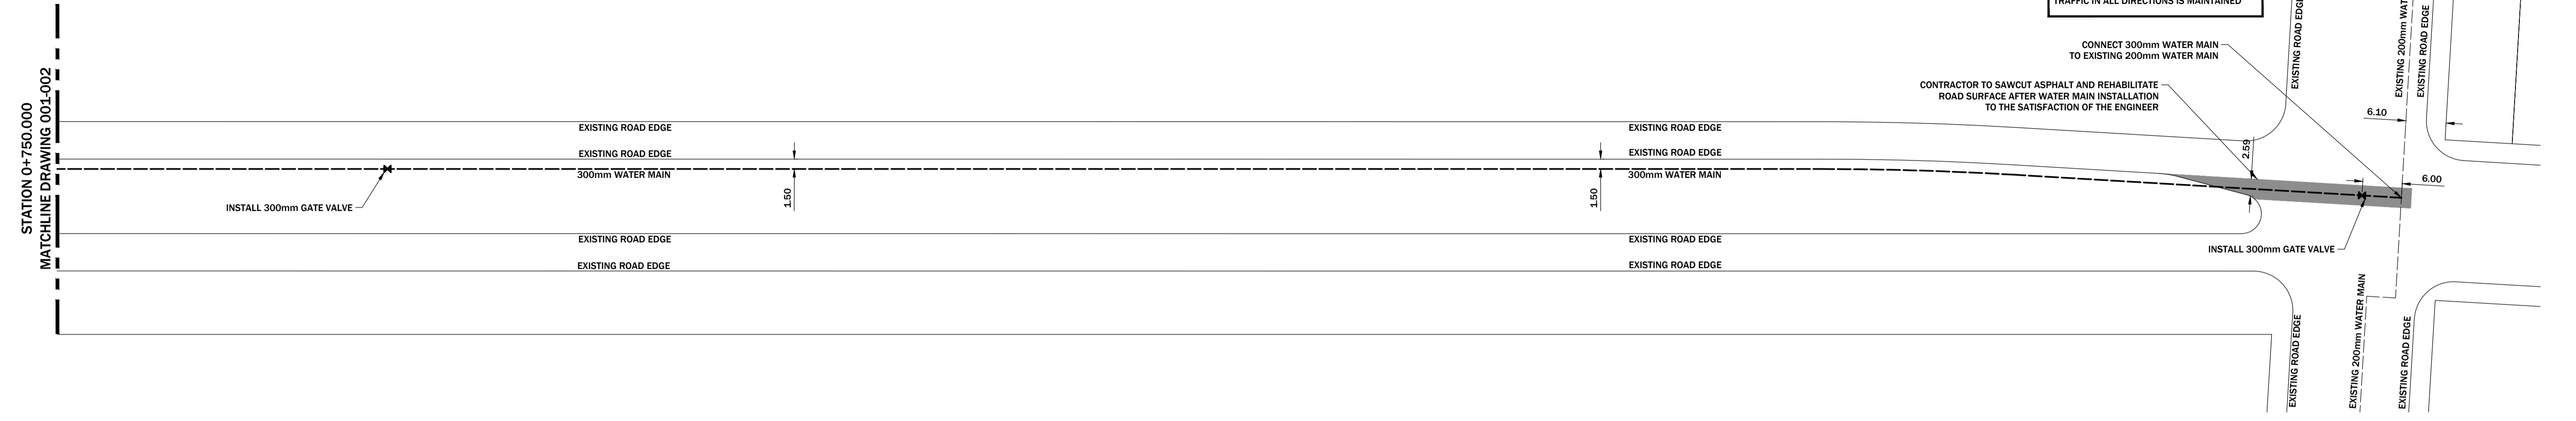 TRAFFIC IN ALL DIRECTIONS IS MAINTAINED
STATION 0+750.000
MATCHLINE DRAWING 001-002
EXISTING ROAD EDGE
EXISTING ROAD EDGE
300mm WATER MAIN
INSTALL 300mm GATE VALVE
1.50
EXISTING ROAD EDGE
EXISTING ROAD EDGE
EXISTING ROAD EDGE
EXISTING ROAD EDGE
300mm WATER MAIN
1.50
EXISTING ROAD EDGE
EXISTING ROAD EDGE
CONNECT 300mm WATER MAIN
TO EXISTING 200mm WATER MAIN
CONTRACTOR TO SAWCUT ASPHALT AND REHABILITATE
ROAD SURFACE AFTER WATER MAIN INSTALLATION
TO THE SATISFACTION OF THE ENGINEER
2.59
EXISTING ROAD EDGE
EXISTING 200mm WAT
EXISTING ROAD EDGE
6.10
6.00
INSTALL 300mm GATE VALVE
EXISTING ROAD EDGE
EXISTING 200mm WATER MAIN
EXISTING ROAD EDGE